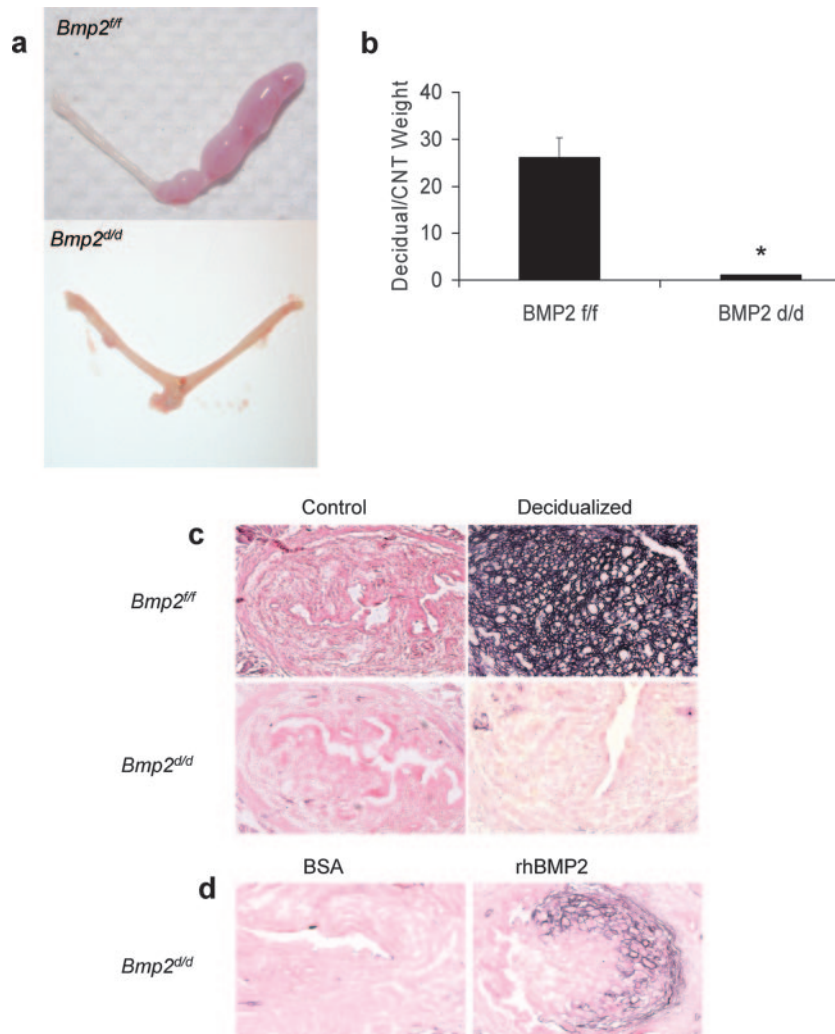 a
Bmp2f/f
Bmp2d/d
b
Decidual/CNT Weight
40
30
20
10
0
*
BMP2 f/f
BMP2 d/d
c
Control
Decidualized
Bmp2f/f
Bmp2d/d
d
BSA
rhBMP2
Bmp2d/d